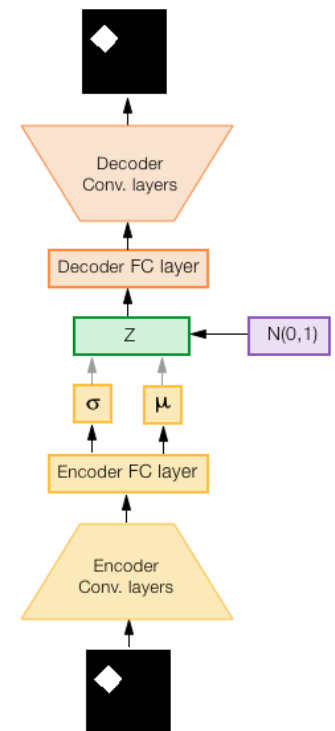 Decoder
Conv. layers
Decoder FC layer
Z
N(0,1)
σ
μ
Encoder FC layer
Encoder
Conv. layers